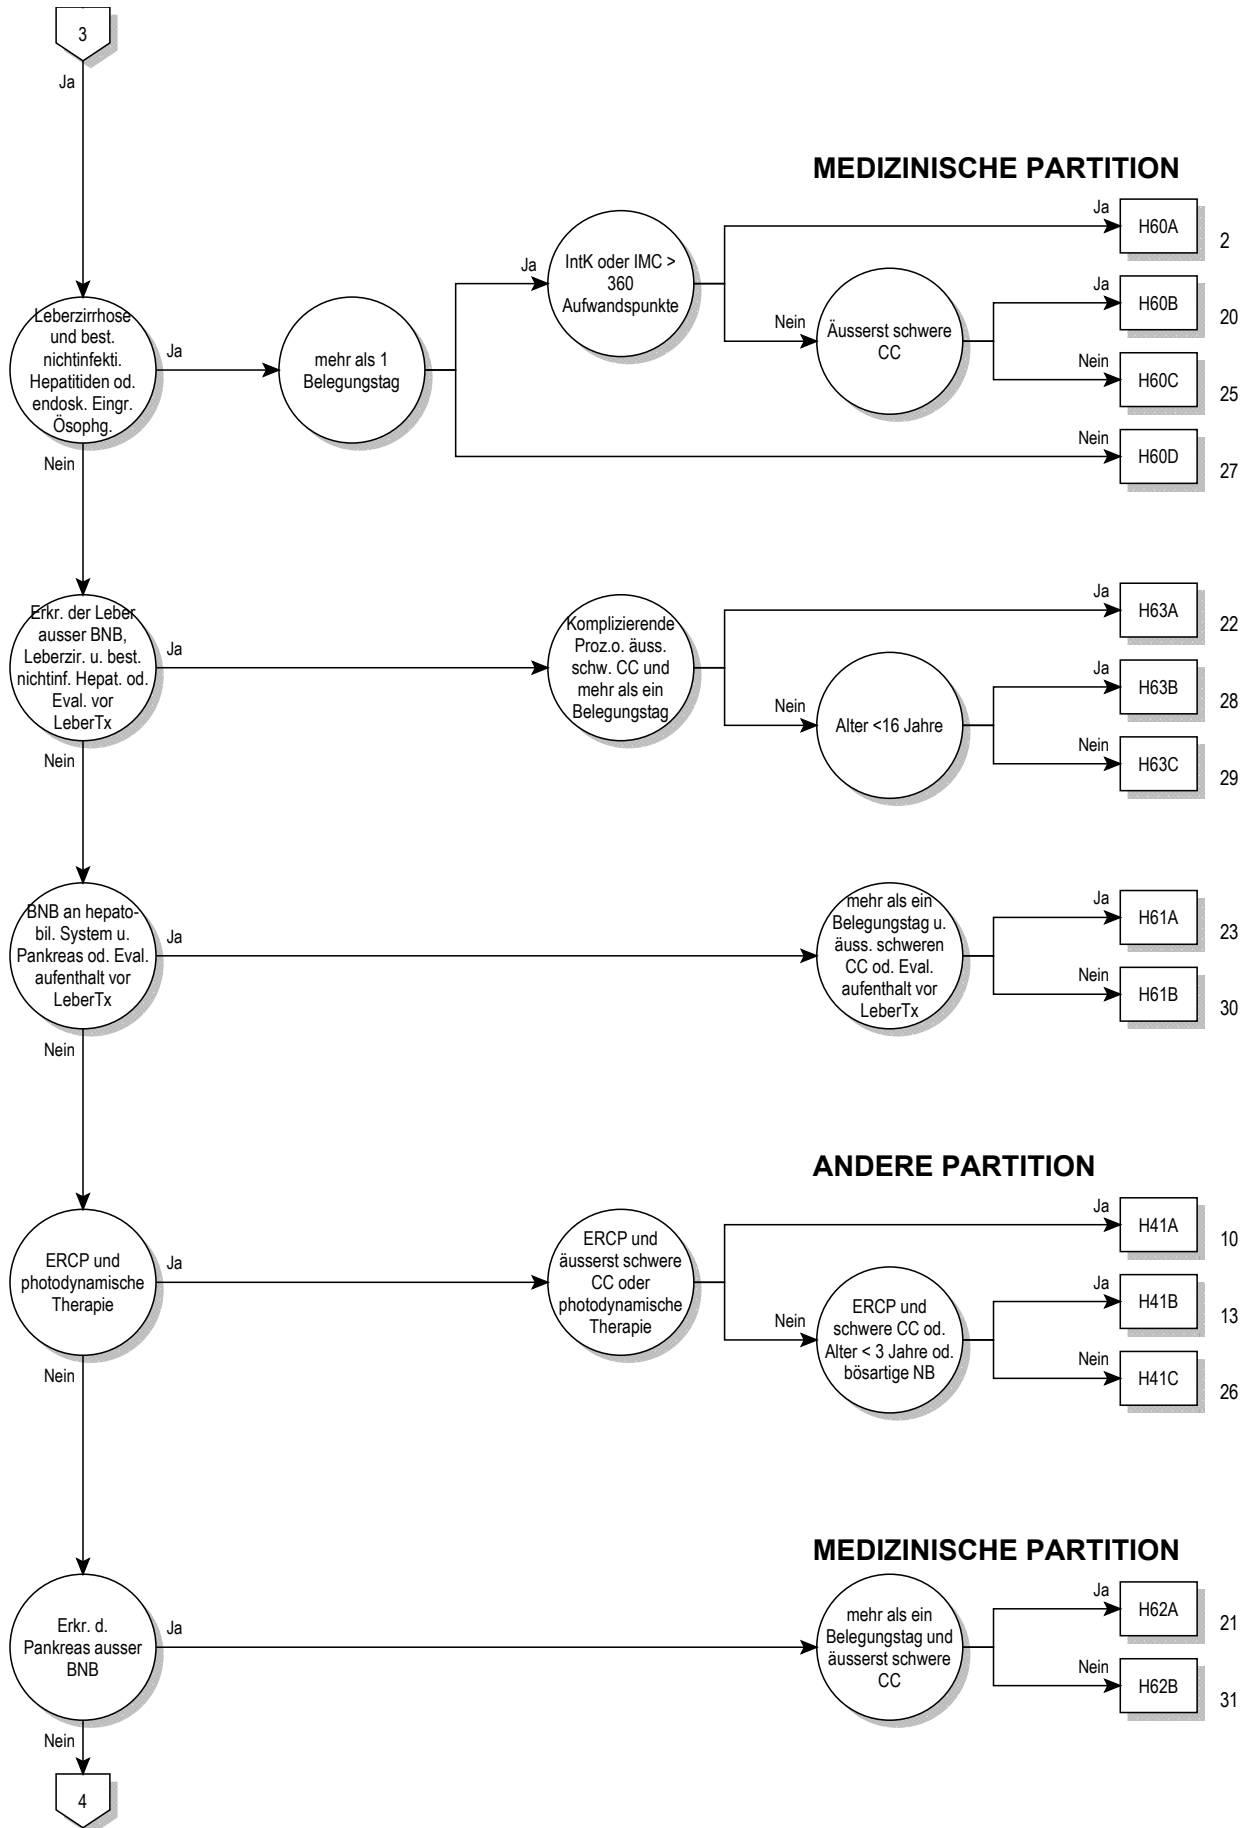 3
Ja
MEDIZINISCHE PARTITION
Leberzirrhose
und best.
nichtinfekti.
Hepatitiden od.
endosk. Eingr.
Ösophg.
Ja
mehr als 1
Belegungstag
Ja
IntK oder IMC >
360
Aufwandspunkte
Ja
H60A
2
Nein
Äusserst schwere
CC
Ja
H60B
20
Nein
H60C
25
Nein
H60D
27
Nein
Erkr. der Leber
ausser BNB,
Leberzir. u. best.
nichtinf. Hepat. od.
Eval. vor
LeberTx
Ja
Komplizierende
Proz.o. äuss.
schw. CC und
mehr als ein
Belegungstag
Ja
H63A
22
Nein
Alter <16 Jahre
Ja
H63B
28
Nein
H63C
29
Nein
BNB an hepato-
bil. System u.
Pankreas od. Eval.
aufenthalt vor
LeberTx
Ja
mehr als ein
Belegungstag u.
äuss. schweren
CC od. Eval.
aufenthalt vor
LeberTx
Ja
H61A
23
Nein
H61B
30
Nein
ANDERE PARTITION
ERCP und
photodynamische
Therapie
Ja
ERCP und
äusserst schwere
CC oder
photodynamische
Therapie
Ja
H41A
10
Nein
ERCP und
schwere CC od.
Alter < 3 Jahre od.
bösartige NB
Ja
H41B
13
Nein
H41C
26
Nein
MEDIZINISCHE PARTITION
Erkr. d.
Pankreas ausser
BNB
Ja
mehr als ein
Belegungstag und
äusserst schwere
CC
Ja
H62A
21
Nein
H62B
31
Nein
4